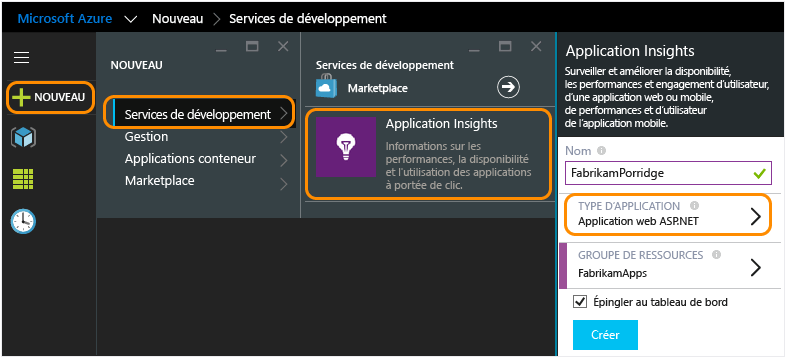 Microsoft Azure Nouveau Services de développement
NOUVEAU
NOUVEAU
Services de développement
Gestion
Applications conteneur
Marketplace
Services de développement
Marketplace
Application Insights
Informations sur les
performances, la disponibilité
et l'utilisation des applications
à portée de clic.
Application Insights
Surveiller et améliorer la disponibilité,
les performances et engagement d'utilisateur,
d'une application web ou mobile,
de performances et d'utilisateur
de l'application mobile.
Nom
FabrikamPorridge
TYPE D'APPLICATION
Application web ASP.NET
GROUPE DE RESSOURCES
FabrikamApps
Épingler au tableau de bord
Créer